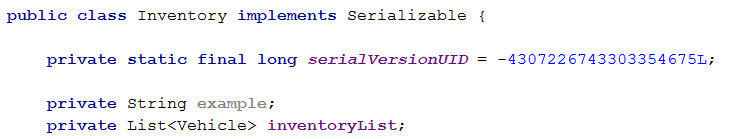 public class Inventory implements Serializable {
private static final long serialVersionUID = -4307226743303354675L;
private String example;
private List<Vehicle> inventoryList;